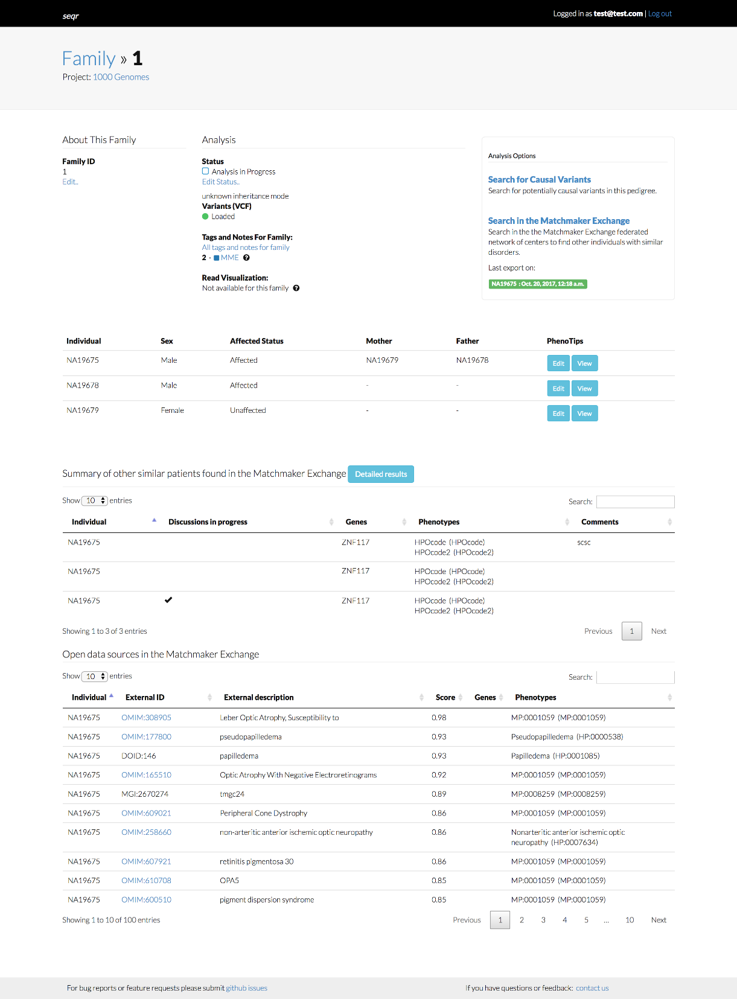 seqr
Logged in as test@test.com | Log out
Family » 1
Project: 1000 Genomes
About This Family
Family ID
1
Edit..
Analysis
Status
Analysis in Progress
Edit Status..
unknown inheritance mode
Variants (VCF)
Loaded
Tags and Notes For Family:
All tags and notes for family
2 · MME ?
Read Visualization:
Not available for this family ?
Analysis Options
Search for Causal Variants
Search for potentially causal variants in this pedigree.
Search in the Matchmaker Exchange
Search in the the Matchmaker Exchange federated
network of centers to find other individuals with similar
disorders.
Last export on:
NA19675 : Oct. 20, 2017, 12:18 a.m.
Individual Sex Affected Status Mother Father PhenoTips
NA19675 Male Affected NA19679 NA19678 Edit View
NA19678 Male Affected - - Edit View
NA19679 Female Unaffected - - Edit View
Summary of other similar patients found in the Matchmaker Exchange Detailed results
Show 10 entries Search:
Individual Discussions in progress Genes Phenotypes Comments
NA19675 ZNF117 HPOcode (HPOcode) scsc
HPOcode2 (HPOcode2)
NA19675 ZNF117 HPOcode (HPOcode)
HPOcode2 (HPOcode2)
NA19675 ✔ ZNF117 HPOcode (HPOcode)
HPOcode2 (HPOcode2)
Showing 1 to 3 of 3 entries Previous 1 Next
Open data sources in the Matchmaker Exchange
Show 10 entries Search:
Individual External ID External description Score Genes Phenotypes
NA19675 OMIM:308905 Leber Optic Atrophy, Susceptibility to 0.98 MP:0001059 (MP:0001059)
NA19675 OMIM:177800 pseudopapilledema 0.93 Pseudopapilledema (HP:0000538)
NA19675 DOID:146 papilledema 0.93 Papilledema (HP:0001085)
NA19675 OMIM:165510 Optic Atrophy With Negative Electroretinograms 0.92 MP:0001059 (MP:0001059)
NA19675 MGI:2670274 tmgc24 0.89 MP:0008259 (MP:0008259)
NA19675 OMIM:609021 Peripheral Cone Dystrophy 0.86 MP:0001059 (MP:0001059)
NA19675 OMIM:258660 non-arteritic anterior ischemic optic neuropathy 0.86 Nonarteritic anterior ischemic optic
neuropathy (HP:0007634)
NA19675 OMIM:607921 retinitis pigmentosa 30 0.86 MP:0001059 (MP:0001059)
NA19675 OMIM:610708 OPA5 0.85 MP:0001059 (MP:0001059)
NA19675 OMIM:600510 pigment dispersion syndrome 0.85 MP:0001059 (MP:0001059)
Showing 1 to 10 of 100 entries Previous 1 2 3 4 5 ... 10 Next
For bug reports or feature requests please submit github issues
If you have questions or feedback: contact us